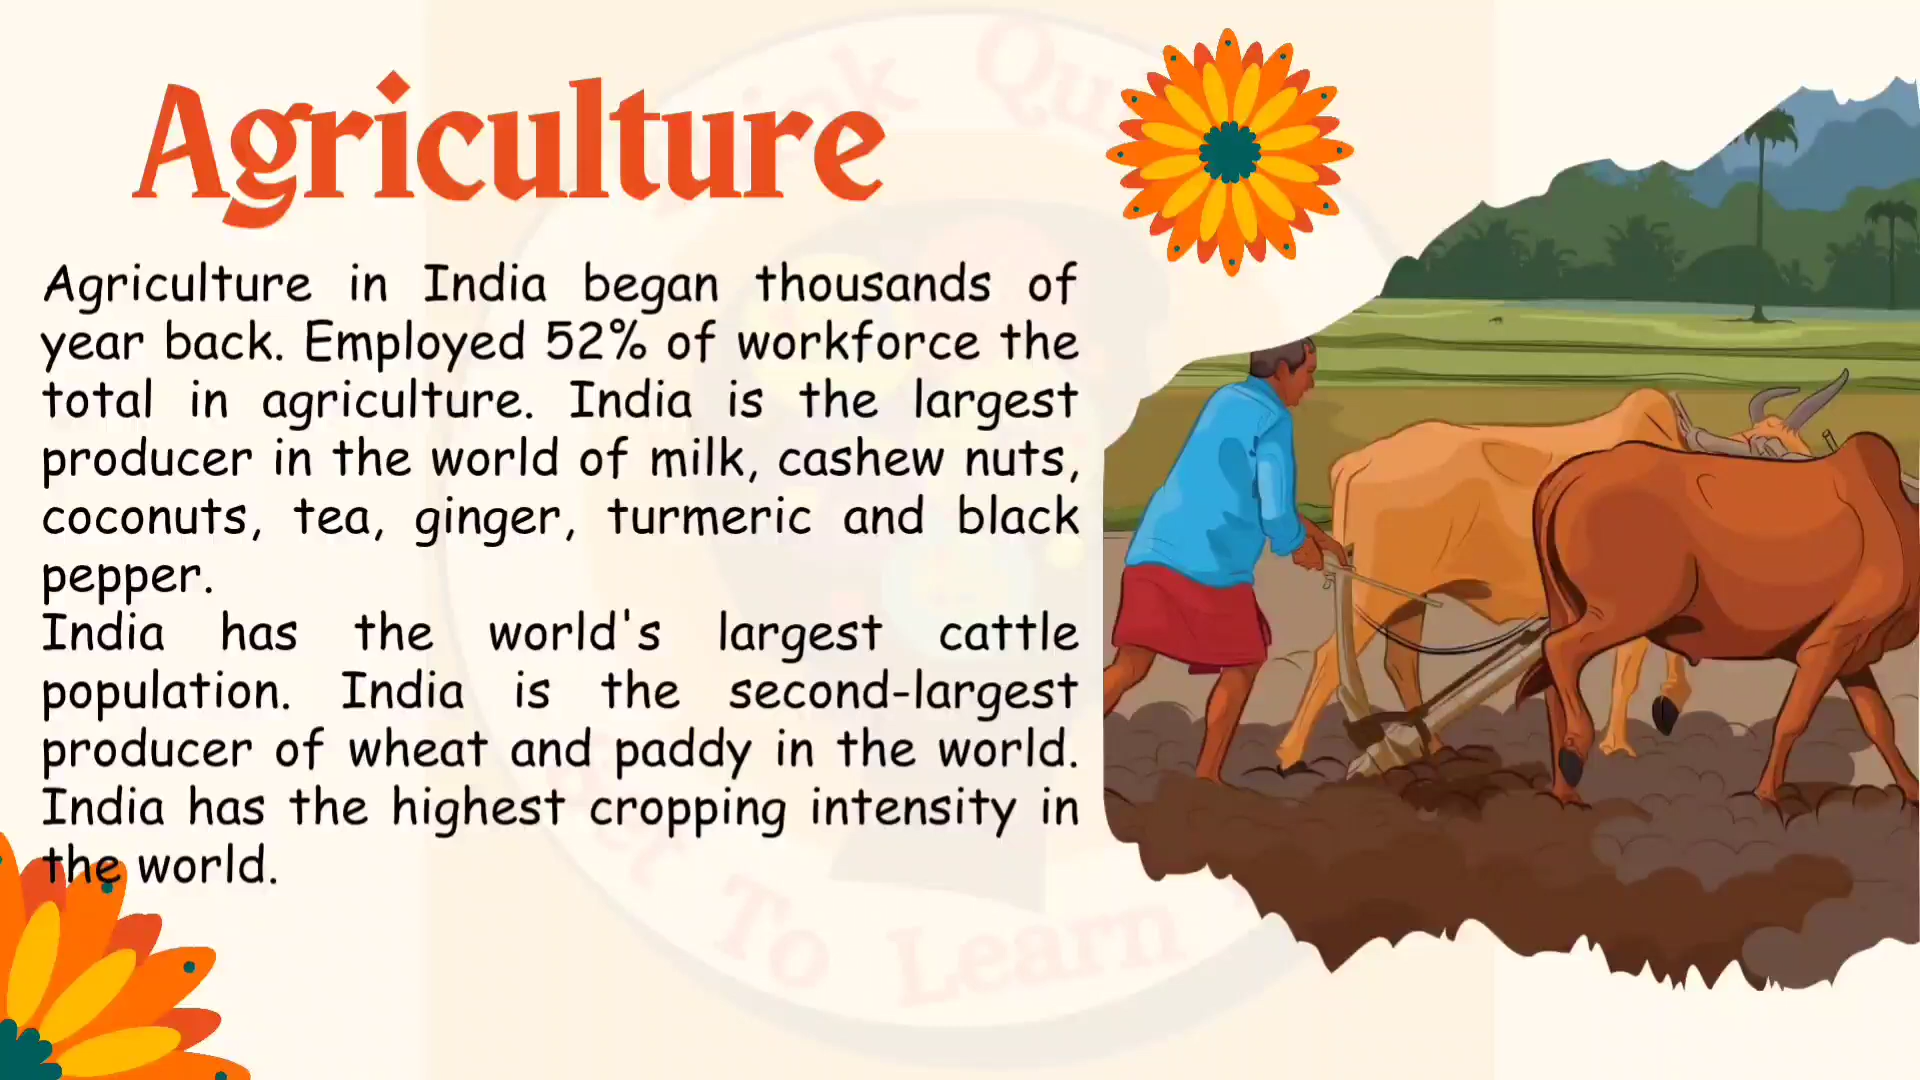 Agriculture
Agriculture in India began thousands of
year back. Employed 52% of workforce the
total in agriculture. India is the largest
producer in the world of milk, cashew nuts,
coconuts, tea, ginger, turmeric and black
pepper.
India has the world's largest cattle
population. India is the second-largest
producer of wheat and paddy in the world.
India has the highest cropping intensity in
the world.
To Learn